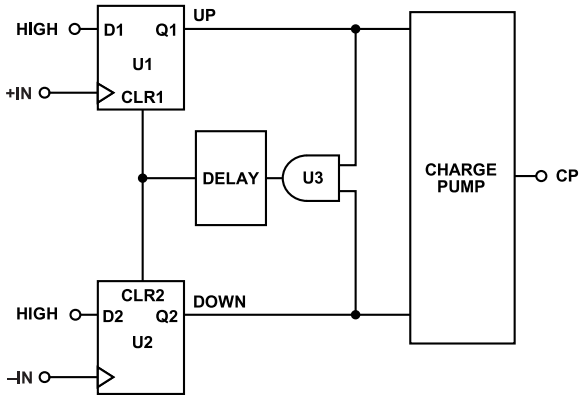 UP
HIGH
D1
Q1
U1
+IN
CLR1
DELAY
U3
CHARGE
PUMP
CP
CLR2
DOWN
HIGH
D2
Q2
U2
–IN